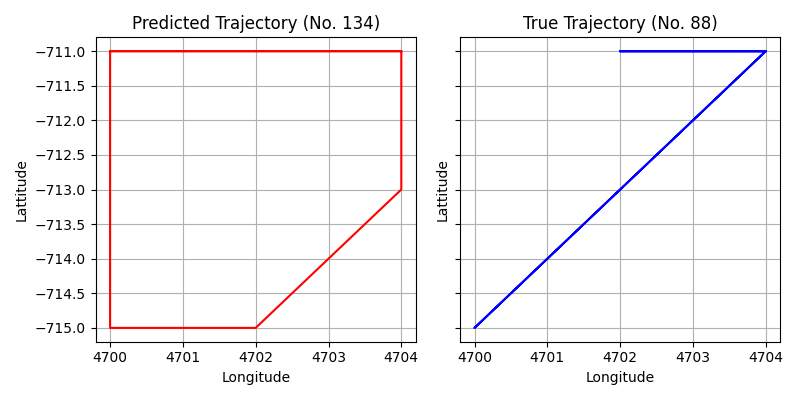 Predicted Trajectory (No. 134)
True Trajectory (No. 88)
−711.0
−711.5
−712.0
−712.5
−713.0
−713.5
−714.0
−714.5
−715.0
Lattitude
Lattitude
4700 4701 4702 4703 4704
4700 4701 4702 4703 4704
Longitude
Longitude